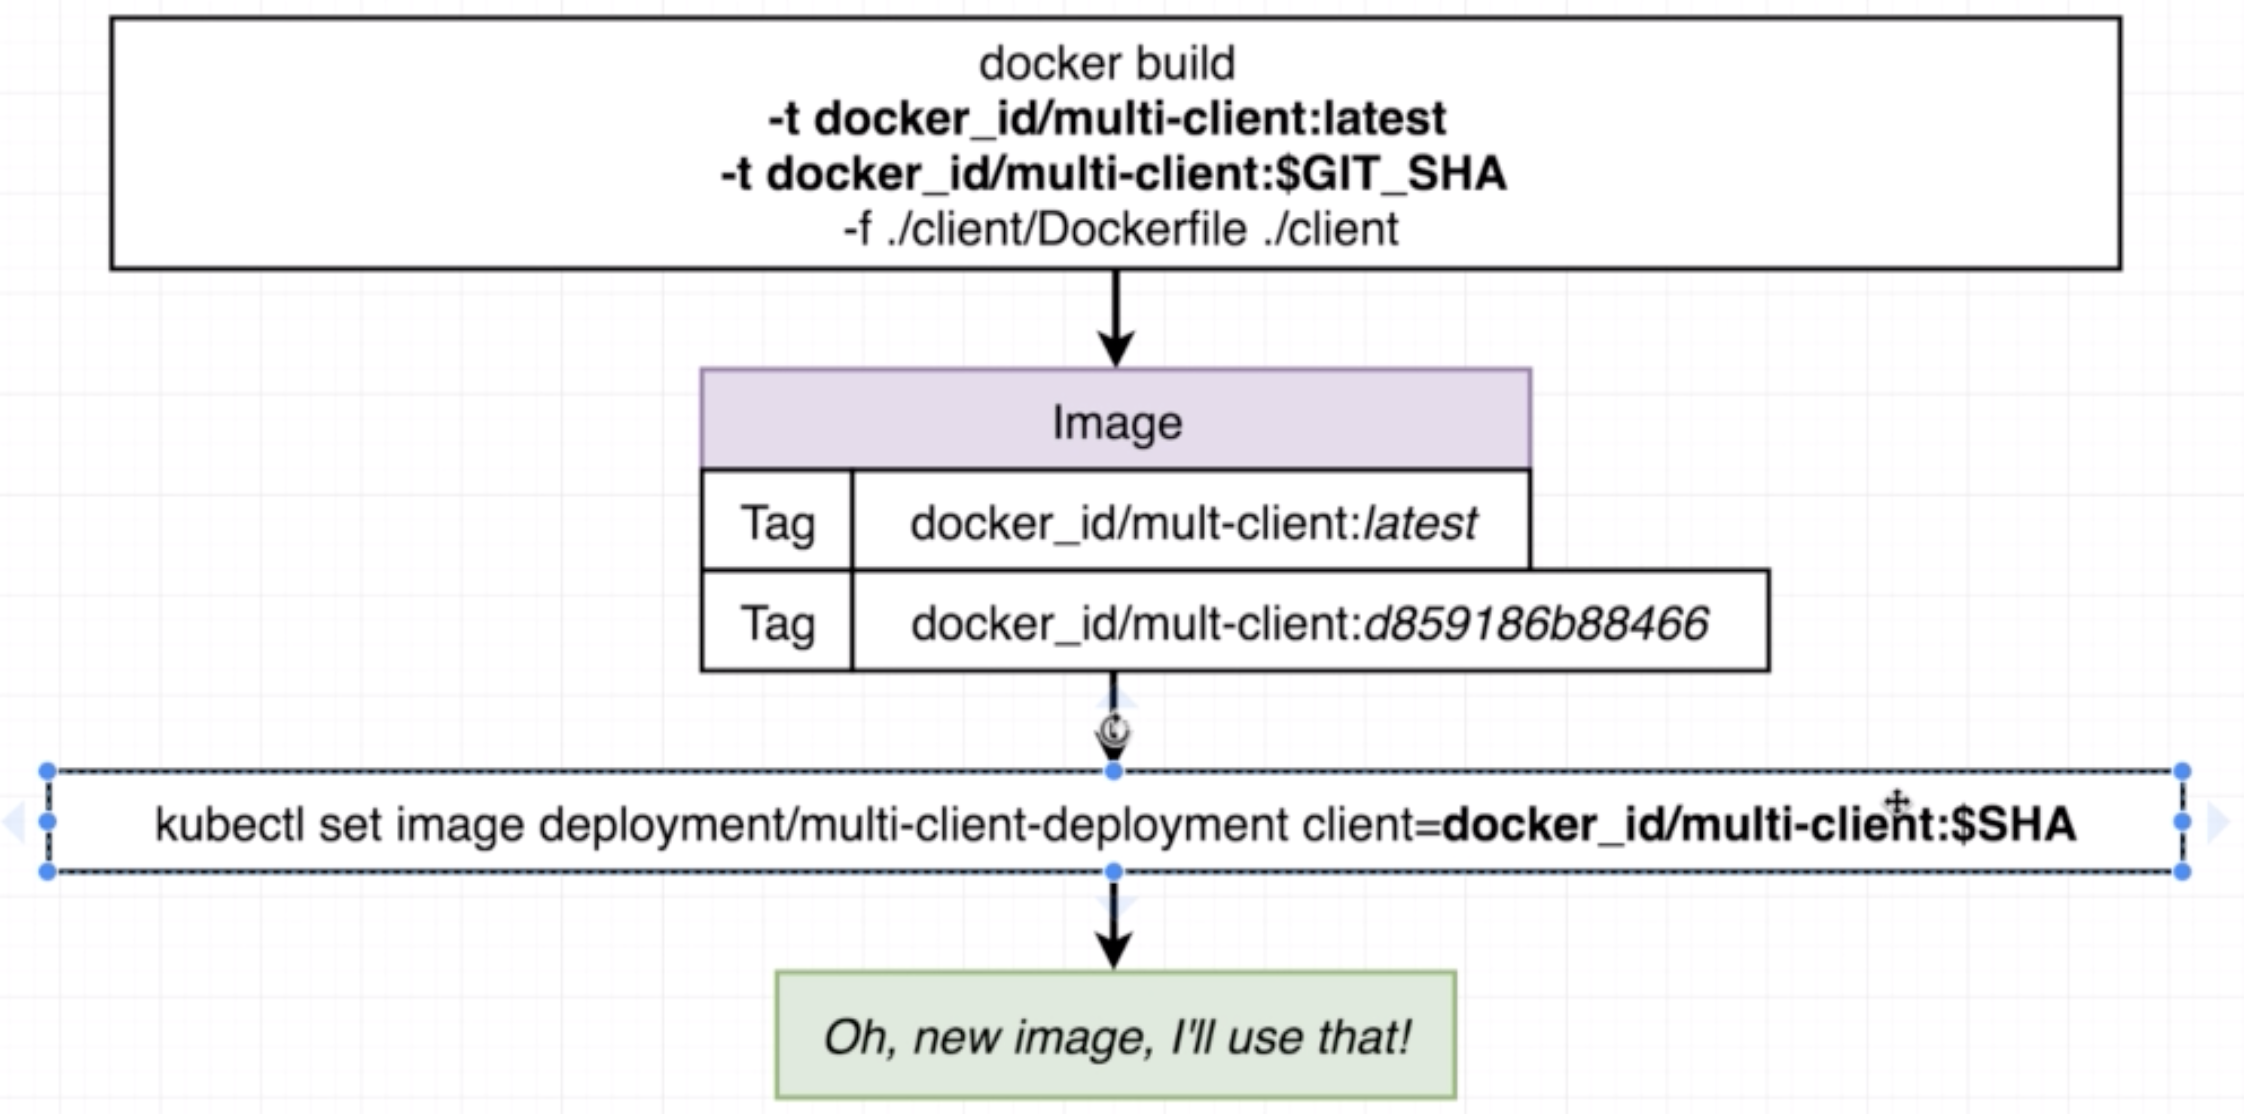 docker build
-t docker_id/multi-client:latest
-t docker_id/multi-client:$GIT_SHA
-f ./client/Dockerfile ./client
Image
Tag docker_id/mult-client:latest
Tag docker_id/mult-client:d859186b88466
kubectl set image deployment/multi-client-deployment client=docker_id/multi-client:$SHA
Oh, new image, I'll use that!